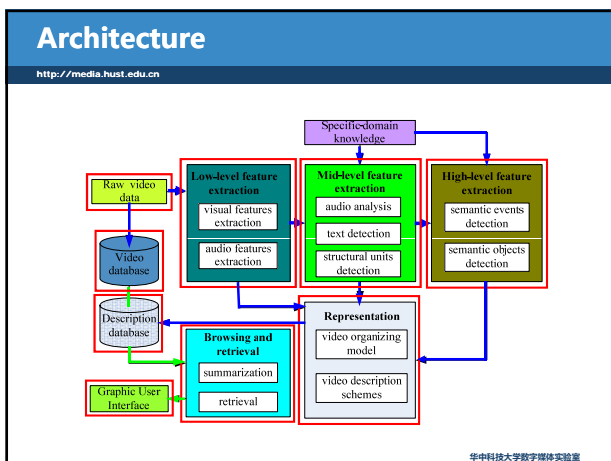 Architecture
http://media.hust.edu.cn
Specific-domain
knowledge
Raw video
data
Low-level feature
extraction
visual features
extraction
audio features
extraction
Mid-level feature
extraction
audio analysis
text detection
structural units
detection
High-level feature
extraction
semantic events
detection
semantic objects
detection
Video
database
Description
database
Browsing and
retrieval
summarization
retrieval
Representation
video organizing
model
video description
schemes
Graphic User
Interface
华中科技大学数字媒体实验室